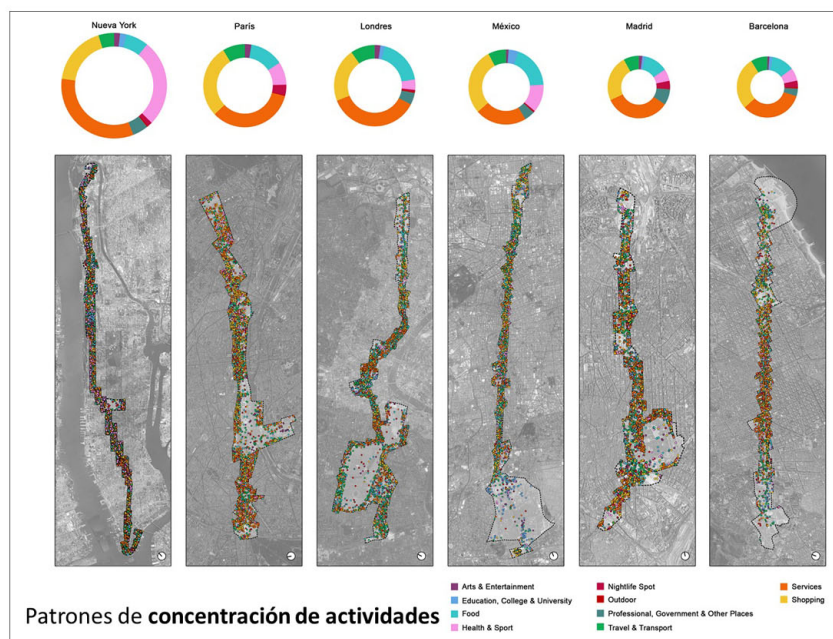 Nueva York
París
Londres
México
Madrid
Barcelona
Patrones de concentración de actividades
Arts & Entertainment
Education, College & University
Food
Health & Sport
Nightlife Spot
Outdoor
Professional, Government & Other Places
Travel & Transport
Services
Shopping